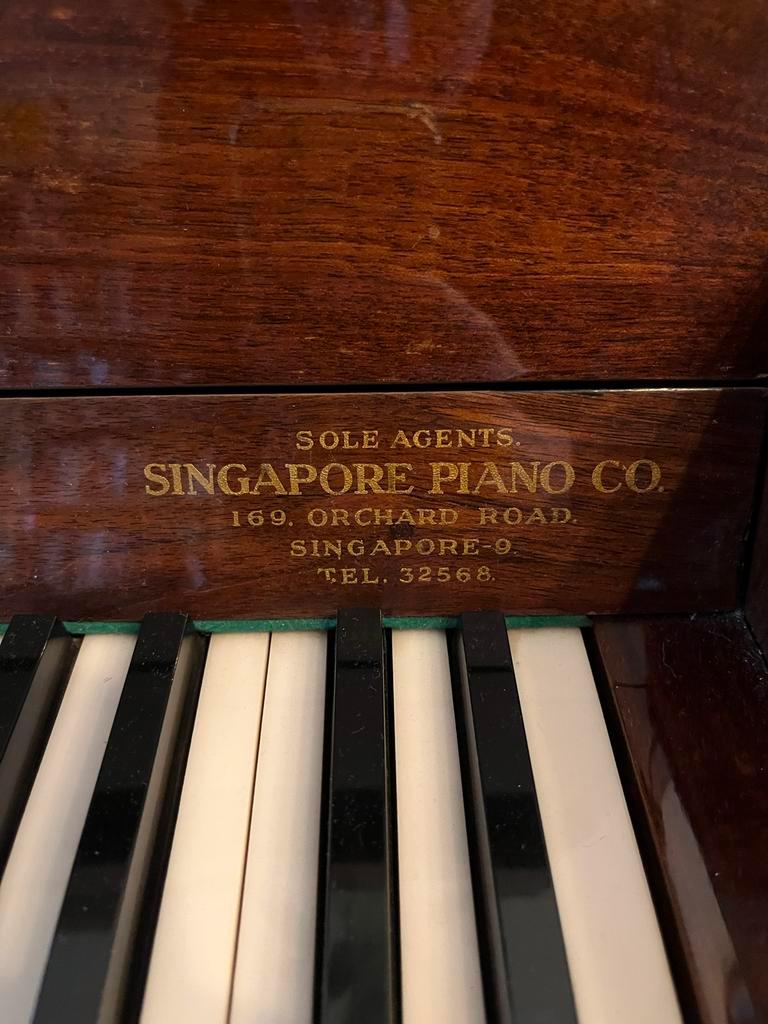 SOLE AGENTS.
SINGAPORE PIANO CO.
169. ORCHARD ROAD.
SINGAPORE-9.
TEL. 32568.